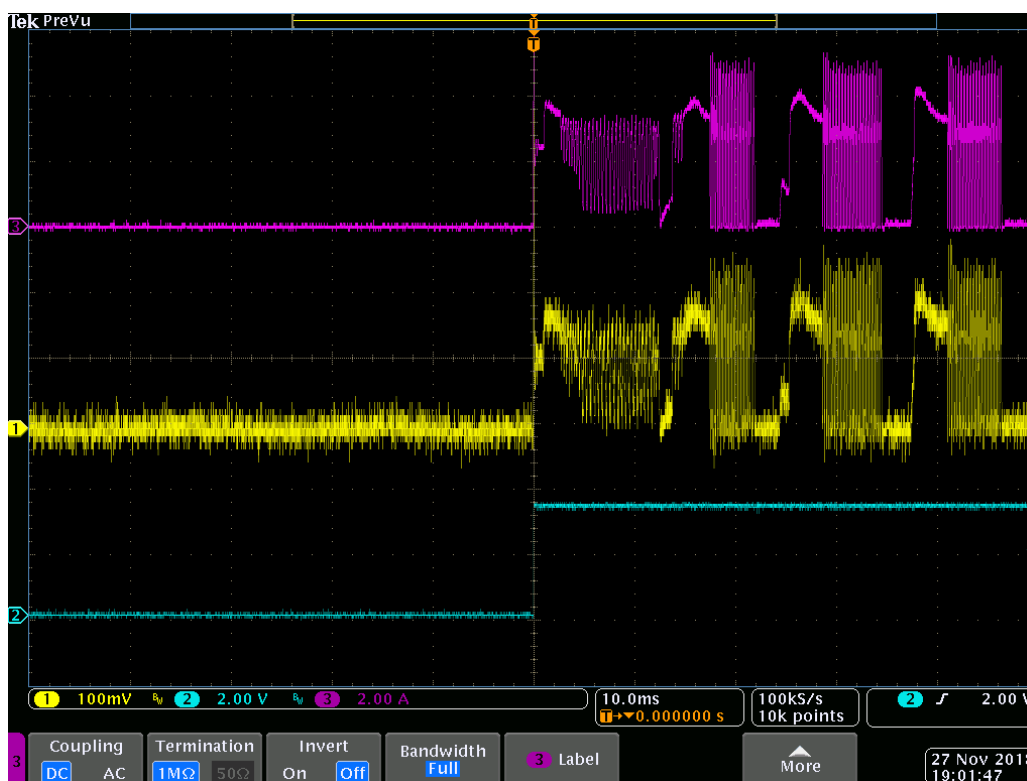 Tek PreVu
T
T
3
1
2
1 100mV BW 2 2.00 V BW 3 2.00 A
10.0ms
T→▼0.000000 s
100kS/s
10k points
2 2.00 V
3
Coupling
DC AC
Termination
1MΩ 50Ω
Invert
On Off
Bandwidth
Full
3 Label
More
27 Nov 201
19:01:47